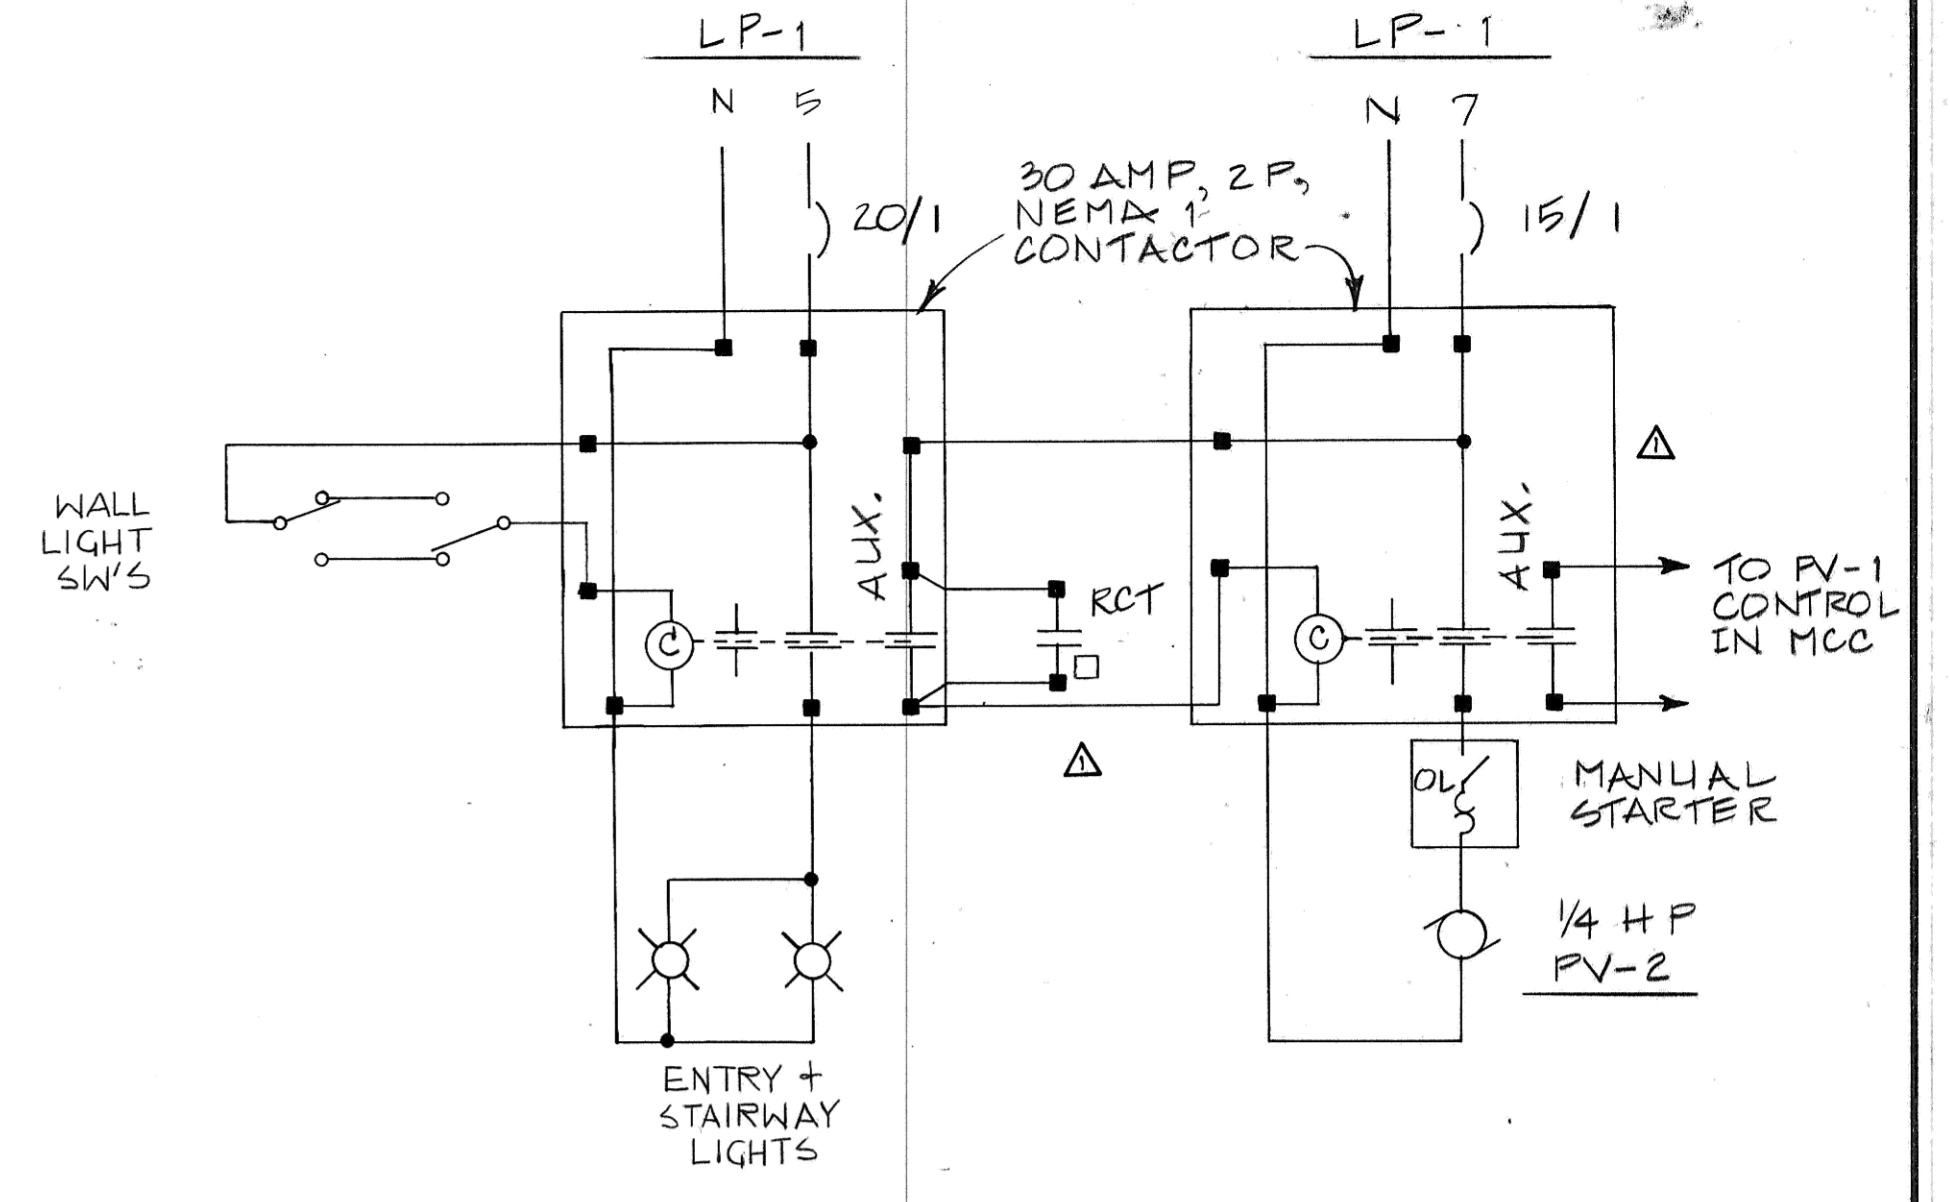 LP-1
LP-1
N 5
N 7
30 AMP, 2P,
NEMA 1
CONTACTOR
20/1
15/1
WALL
LIGHT
SW'S
AUX.
AUX.
1
RCT
C
C
TO PV-1
CONTROL
IN MCC
1
OL
MANUAL
STARTER
1/4 HP
PV-2
ENTRY +
STAIRWAY
LIGHTS